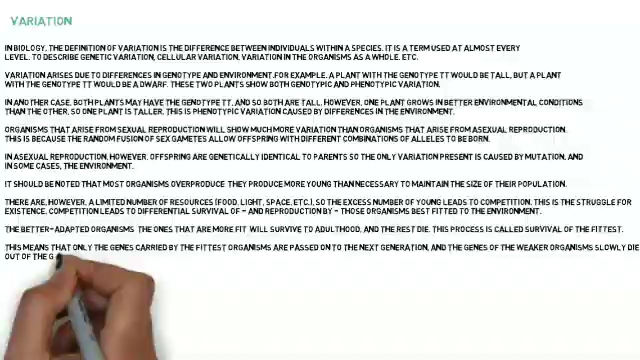 VARIATION
IN BIOLOGY, THE DEFINITION OF VARIATION IS THE DIFFERENCE BETWEEN INDIVIDUALS WITHIN A SPECIES. IT IS A TERM USED AT ALMOST EVERY
LEVEL. TO DESCRIBE GENETIC VARIATION, CELLULAR VARIATION, VARIATION IN THE ORGANISMS AS A WHOLE. ETC.
VARIATION ARISES DUE TO DIFFERENCES IN GENOTYPE AND ENVIRONMENT.FOR EXAMPLE. A PLANT WITH THE GENOTYPE TT WOULD BE TALL, BUT A PLANT
WITH THE GENOTYPE TT WOULD BE A DWARF. THESE TWO PLANTS SHOW BOTH GENOTYPIC AND PHENOTYPIC VARIATION.
IN ANOTHER CASE, BOTH PLANTS MAY HAVE THE GENOTYPE TT, AND SO BOTH ARE TALL. HOWEVER, ONE PLANT GROWS IN BETTER ENVIRONMENTAL CONDITIONS
THAN THE OTHER, SO ONE PLANT IS TALLER. THIS IS PHENOTYPIC VARIATION CAUSED BY DIFFERENCES IN THE ENVIRONMENT.
ORGANISMS THAT ARISE FROM SEXUAL REPRODUCTION WILL SHOW MUCH MORE VARIATION THAN ORGANISMS THAT ARISE FROM ASEXUAL REPRODUCTION.
THIS IS BECAUSE THE RANDOM FUSION OF SEX GAMETES ALLOW OFFSPRING WITH DIFFERENT COMBINATIONS OF ALLELES TO BE BORN.
IN ASEXUAL REPRODUCTION, HOWEVER, OFFSPRING ARE GENETICALLY IDENTICAL TO PARENTS SO THE ONLY VARIATION PRESENT IS CAUSED BY MUTATION, AND
IN SOME CASES, THE ENVIRONMENT.
IT SHOULD BE NOTED THAT MOST ORGANISMS OVERPRODUCE THEY PRODUCE MORE YOUNG THAN NECESSARY TO MAINTAIN THE SIZE OF THEIR POPULATION.
THERE ARE, HOWEVER, A LIMITED NUMBER OF RESOURCES (FOOD, LIGHT, SPACE, ETC.), SO THE EXCESS NUMBER OF YOUNG LEADS TO COMPETITION. THIS IS THE STRUGGLE FOR
EXISTENCE, COMPETITION LEADS TO DIFFERENTIAL SURVIVAL OF - AND REPRODUCTION BY - THOSE ORGANISMS BEST FITTED TO THE ENVIRONMENT.
THE BETTER-ADAPTED ORGANISMS THE ONES THAT ARE MORE FIT WILL SURVIVE TO ADULTHOOD, AND THE REST DIE. THIS PROCESS IS CALLED SURVIVAL OF THE FITTEST.
THIS MEANS THAT ONLY THE GENES CARRIED BY THE FITTEST ORGANISMS ARE PASSED ON TO THE NEXT GENERATION, AND THE GENES OF THE WEAKER ORGANISMS SLOWLY DIE
OUT OF THE G